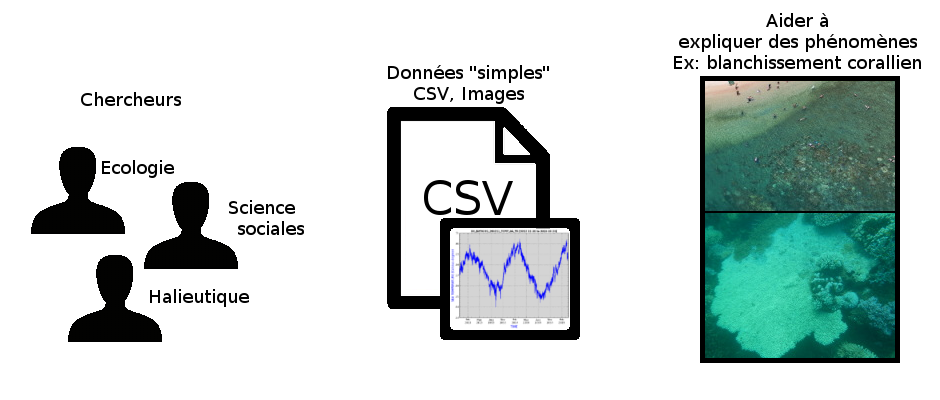 Chercheurs
Ecologie
Science
sociales
Halieutique
Données "simples"
CSV, Images
CSV
Aider à
expliquer des phénomènes
Ex: blanchissement corallien